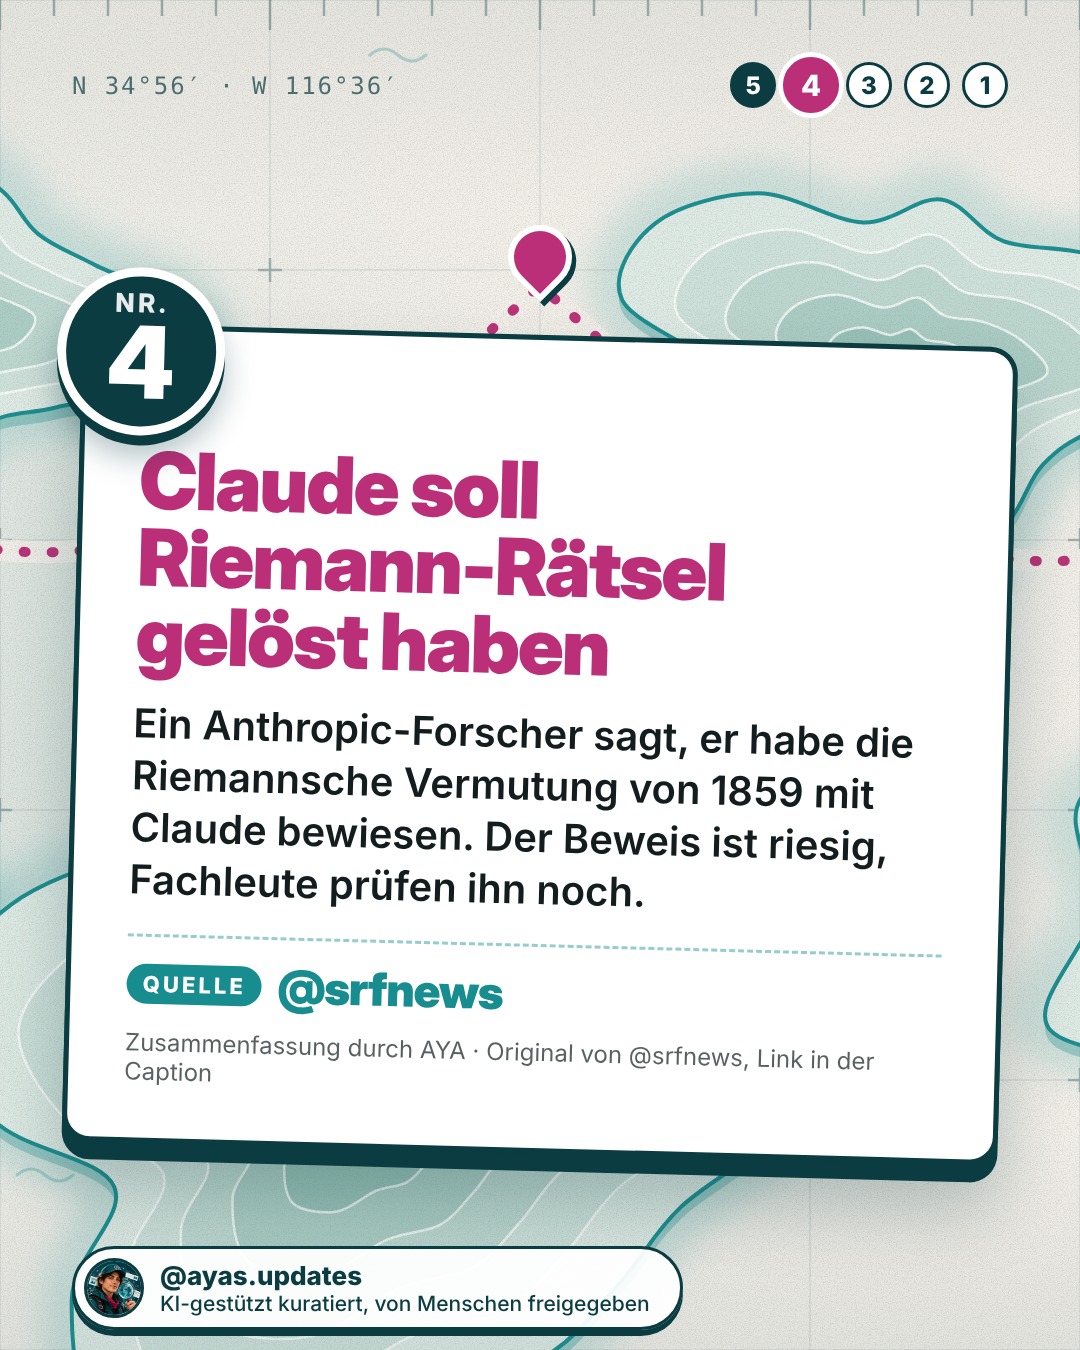 N 34°56′ · W 116°36′
5 4 3 2 1
NR.
4
Claude soll
Riemann-Rätsel
gelöst haben
Ein Anthropic-Forscher sagt, er habe die
Riemannsche Vermutung von 1859 mit
Claude bewiesen. Der Beweis ist riesig,
Fachleute prüfen ihn noch.
QUELLE @srfnews
Zusammenfassung durch AYA · Original von @srfnews, Link in der
Caption
@ayas.updates
KI-gestützt kuratiert, von Menschen freigegeben